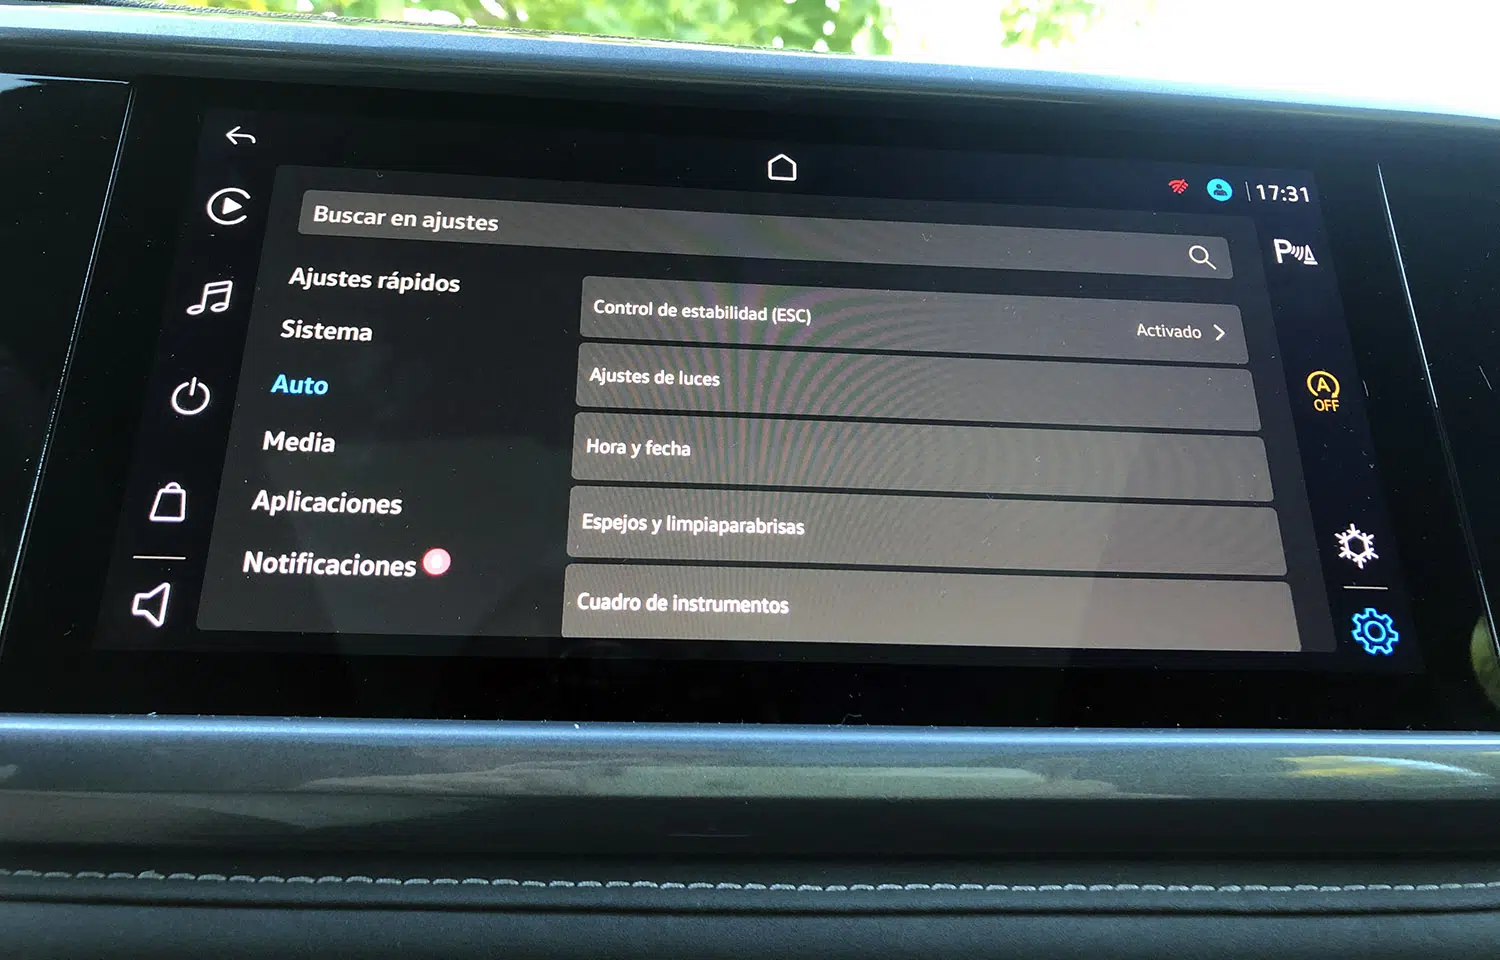 17:31
Buscar en ajustes
Ajustes rápidos
Sistema
Auto
Media
Aplicaciones
Notificaciones
Control de estabilidad (ESC)
Activado
Ajustes de luces
Hora y fecha
Espejos y limpiaparabrisas
Cuadro de instrumentos
P
A
OFF